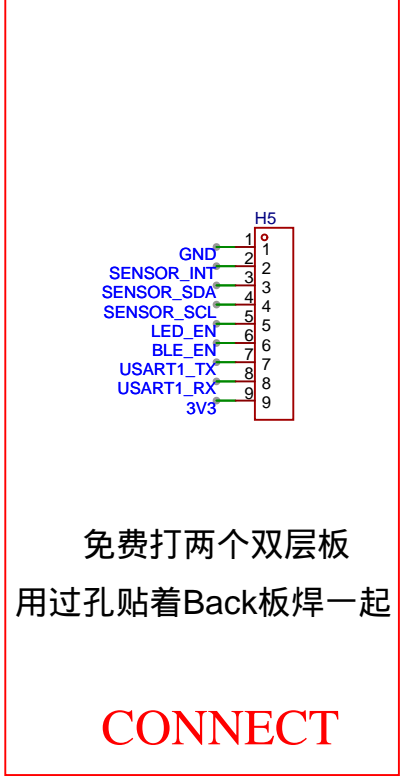 H5
GND 1 1
SENSOR_INT 2 2
SENSOR_SDA 3 3
SENSOR_SCL 4 4
LED_EN 5 5
BLE_EN 6 6
USART1_TX 7 7
USART1_RX 8 8
3V3 9 9
免费打两个双层板
用过孔贴着Back板焊一起
CONNECT